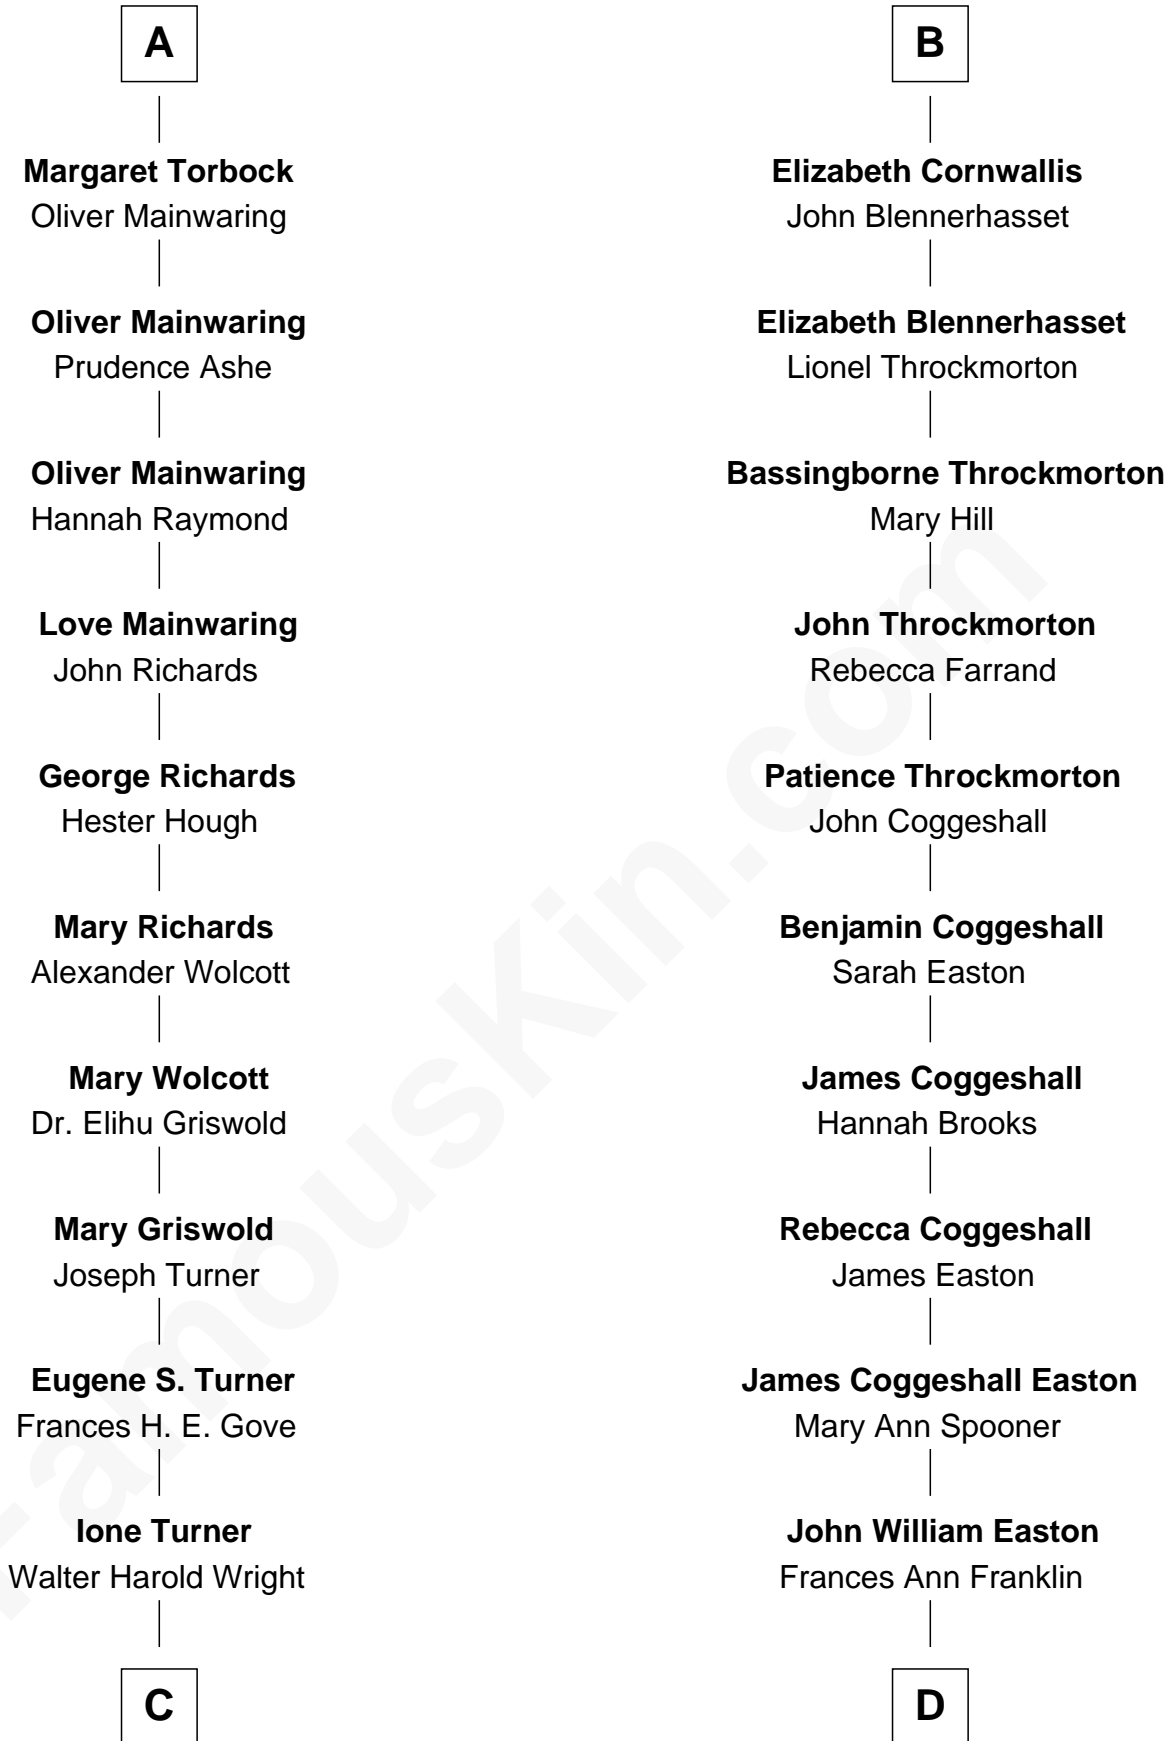 A
Margaret Torbock
Oliver Mainwaring
Oliver Mainwaring
Prudence Ashe
Oliver Mainwaring
Hannah Raymond
Love Mainwaring
John Richards
George Richards
Hester Hough
Mary Richards
Alexander Wolcott
Mary Wolcott
Dr. Elihu Griswold
Mary Griswold
Joseph Turner
Eugene S. Turner
Frances H. E. Gove
Ione Turner
Walter Harold Wright
C
B
Elizabeth Cornwallis
John Blennerhasset
Elizabeth Blennerhasset
Lionel Throckmorton
Bassingborne Throckmorton
Mary Hill
John Throckmorton
Rebecca Farrand
Patience Throckmorton
John Coggeshall
Benjamin Coggeshall
Sarah Easton
James Coggeshall
Hannah Brooks
Rebecca Coggeshall
James Easton
James Coggeshall Easton
Mary Ann Spooner
John William Easton
Frances Ann Franklin
D
FamousKin.com